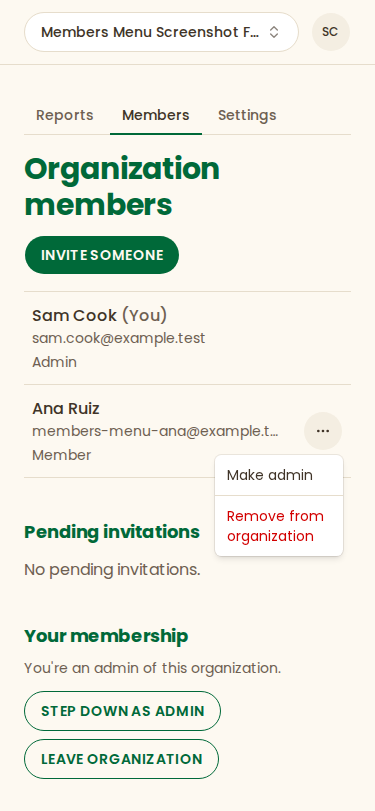 Members Menu Screenshot F…
SC
Reports
Members
Settings
Organization
members
INVITE SOMEONE
Sam Cook (You)
sam.cook@example.test
Admin
Ana Ruiz
members-menu-ana@example.t…
Member
Make admin
Remove from
organization
Pending invitations
No pending invitations.
Your membership
You're an admin of this organization.
STEP DOWN AS ADMIN
LEAVE ORGANIZATION